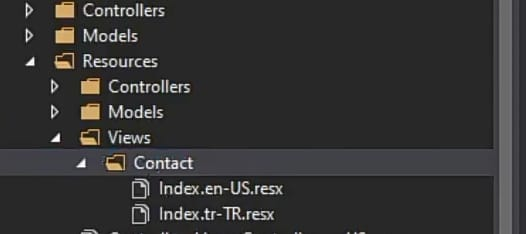 Controllers
Models
Resources
Controllers
Models
Views
Contact
Index.en-US.resx
Index.tr-TR.resx